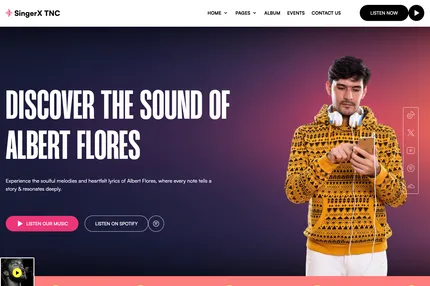 SingerX TNC
HOME PAGES ALBUM EVENTS CONTACT US
LISTEN NOW
DISCOVER THE SOUND OF
ALBERT FLORES
Experience the soulful melodies and heartfelt lyrics of Albert Flores, where every note tells a
story & resonates deeply.
LISTEN OUR MUSIC
LISTEN ON SPOTIFY